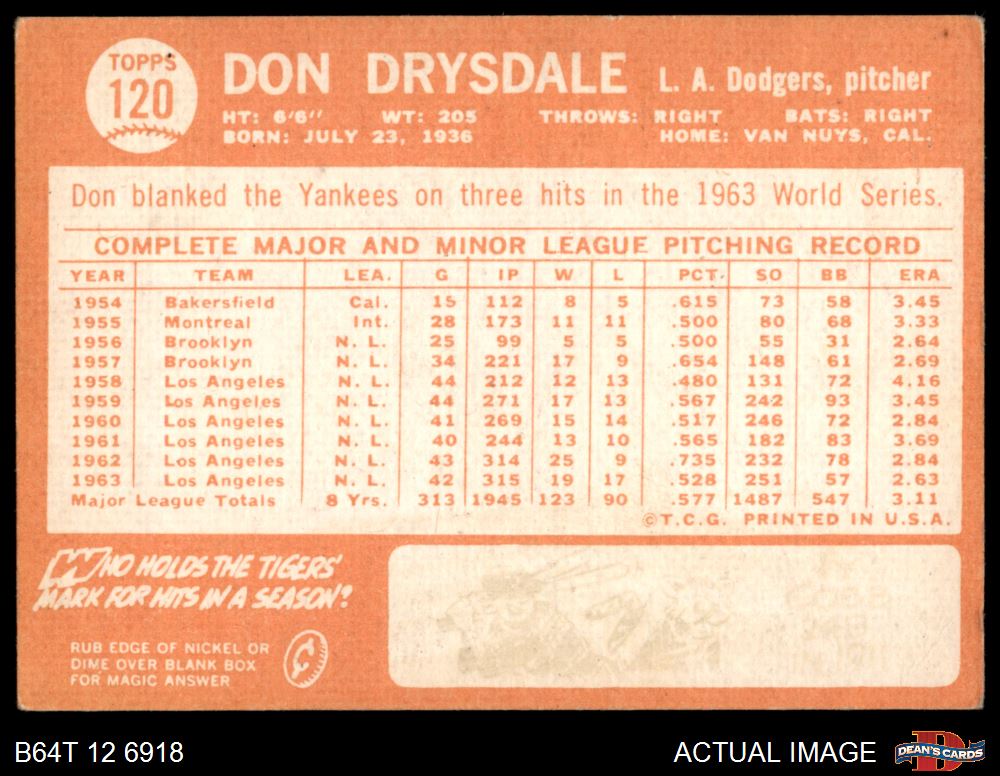 TOPPS
120
DON DRYSDALE L. A. Dodgers, pitcher
HT: 6'6" WT: 205 THROWS: RIGHT BATS: RIGHT
BORN: JULY 23, 1936 HOME: VAN NUYS, CAL.
Don blanked the Yankees on three hits in the 1963 World Series.
COMPLETE MAJOR AND MINOR LEAGUE PITCHING RECORD
YEAR TEAM LEA. G IP W L PCT. SO BB ERA
1954 Bakersfield Cal. 15 112 8 5 .615 73 58 3.45
1955 Montreal Int. 28 173 11 11 .500 80 68 3.33
1956 Brooklyn N. L. 25 99 5 5 .500 55 31 2.64
1957 Brooklyn N. L. 34 221 17 9 .654 148 61 2.69
1958 Los Angeles N. L. 44 212 12 13 .480 131 72 4.16
1959 Los Angeles N. L. 44 271 17 13 .567 242 93 3.45
1960 Los Angeles N. L. 41 269 15 14 .517 246 72 2.84
1961 Los Angeles N. L. 40 244 13 10 .565 182 83 3.69
1962 Los Angeles N. L. 43 314 25 9 .735 232 78 2.84
1963 Los Angeles N. L. 42 315 19 17 .528 251 57 2.63
Major League Totals 8 Yrs. 313 1945 123 90 .577 1487 547 3.11
©T.C.G. PRINTED IN U.S.A.
WHO HOLDS THE TIGERS'
MARK FOR HITS IN A SEASON?
RUB EDGE OF NICKEL OR
DIME OVER BLANK BOX
FOR MAGIC ANSWER
B64T 12 6918 ACTUAL IMAGE DEAN'S CARDS